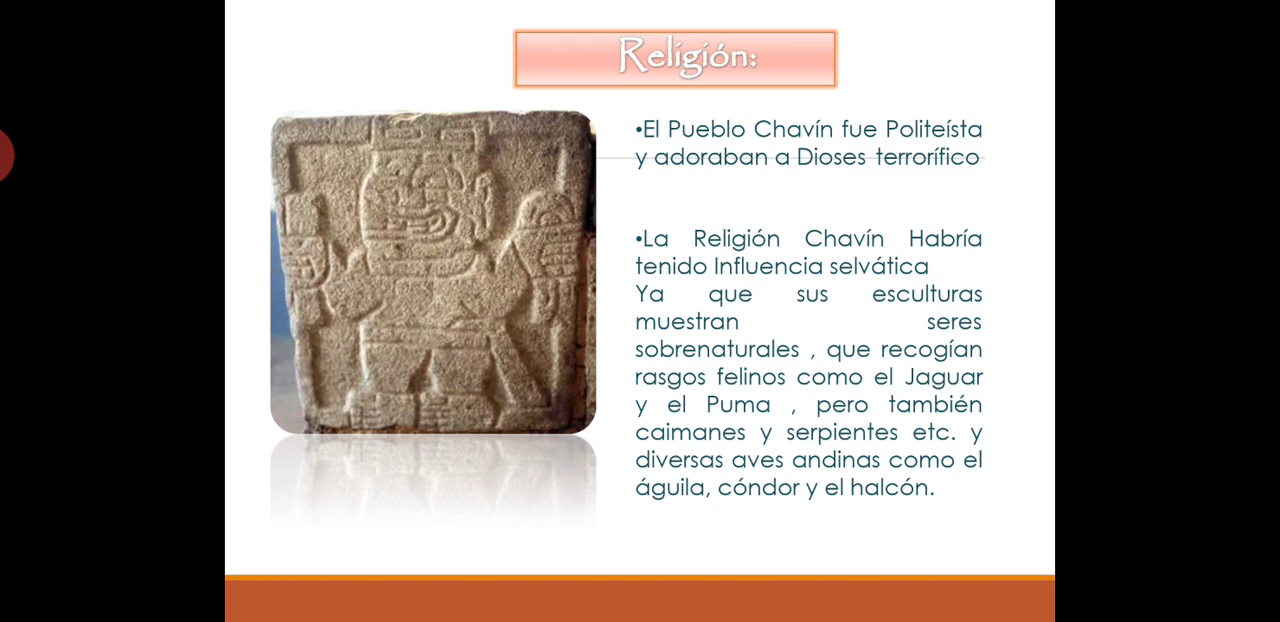 Religión:
•El Pueblo Chavín fue Politeísta
y adoraban a Dioses terrorífico
•La Religión Chavín Habría
tenido Influencia selvática
Ya que sus esculturas
muestran seres
sobrenaturales , que recogían
rasgos felinos como el Jaguar
y el Puma , pero también
caimanes y serpientes etc. y
diversas aves andinas como el
águila, cóndor y el halcón.